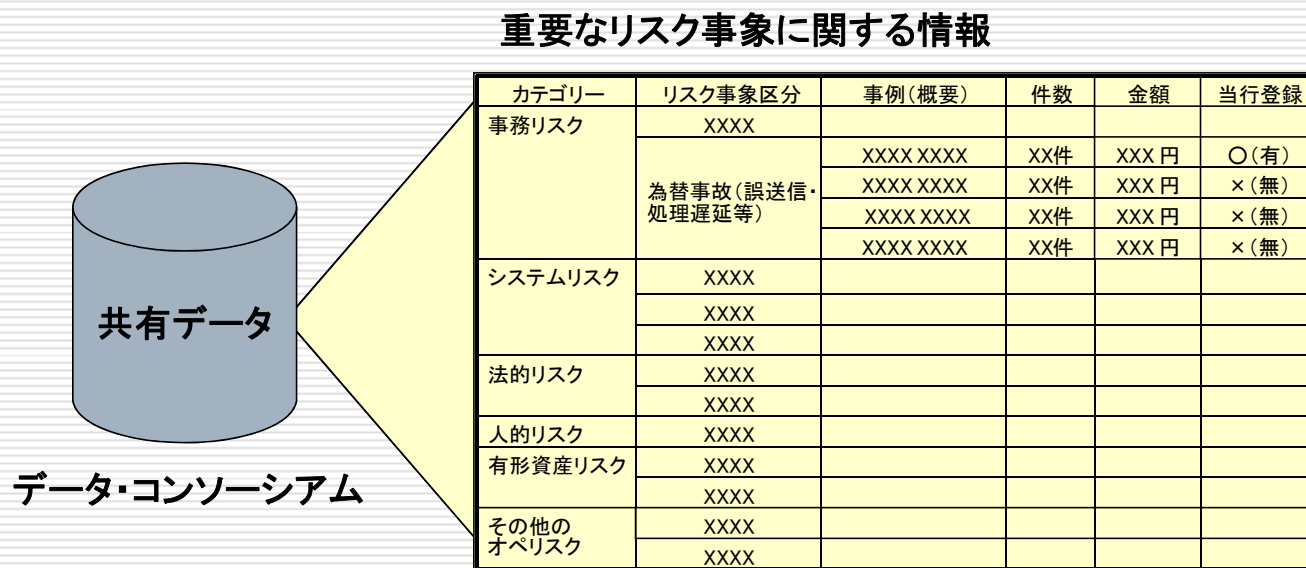 重要なリスク事象に関する情報
カテゴリー リスク事象区分 事例(概要) 件数 金額 当行登録
事務リスク XXXX
為替事故(誤送信・
処理遅延等)
XXXX XXXX XX件 XXX 円 〇(有)
XXXX XXXX XX件 XXX 円 ×(無)
XXXX XXXX XX件 XXX 円 ×(無)
XXXX XXXX XX件 XXX 円 ×(無)
システムリスク XXXX
XXXX
XXXX
法的リスク XXXX
XXXX
人的リスク XXXX
有形資産リスク XXXX
XXXX
その他の
オペリスク
XXXX
XXXX
共有データ
データ・コンソーシアム